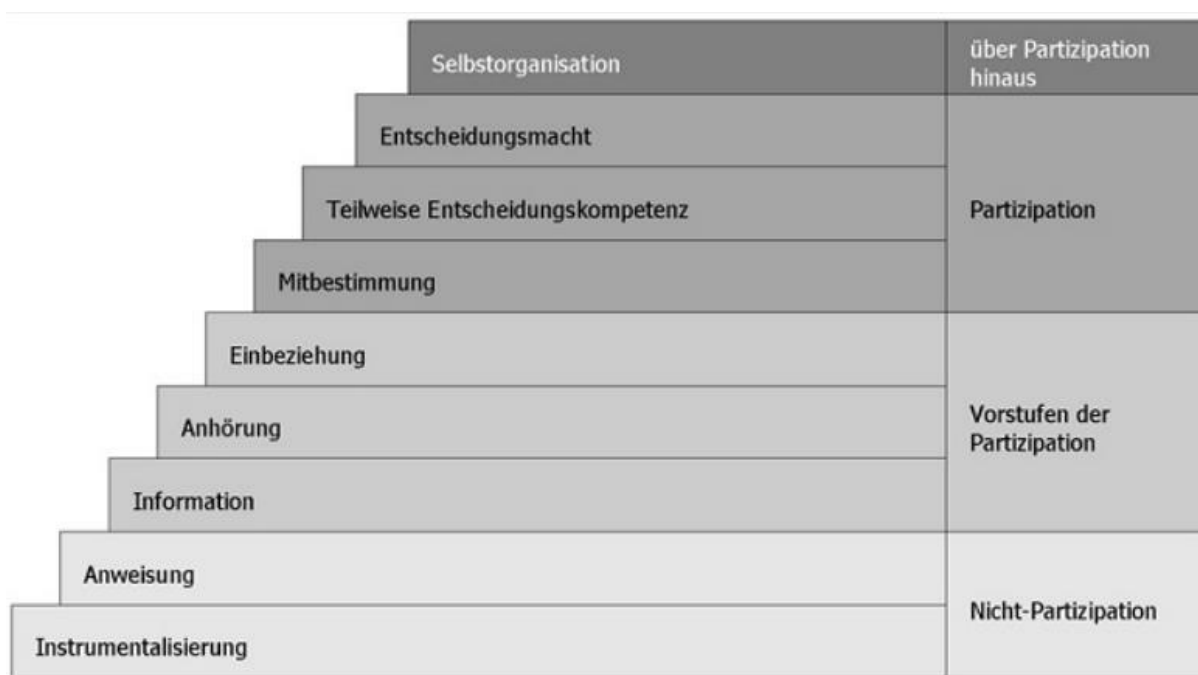 Selbstorganisation
über Partizipation
hinaus
Entscheidungsmacht
Teilweise Entscheidungskompetenz
Partizipation
Mitbestimmung
Einbeziehung
Anhörung
Vorstufen der
Partizipation
Information
Anweisung
Nicht-Partizipation
Instrumentalisierung